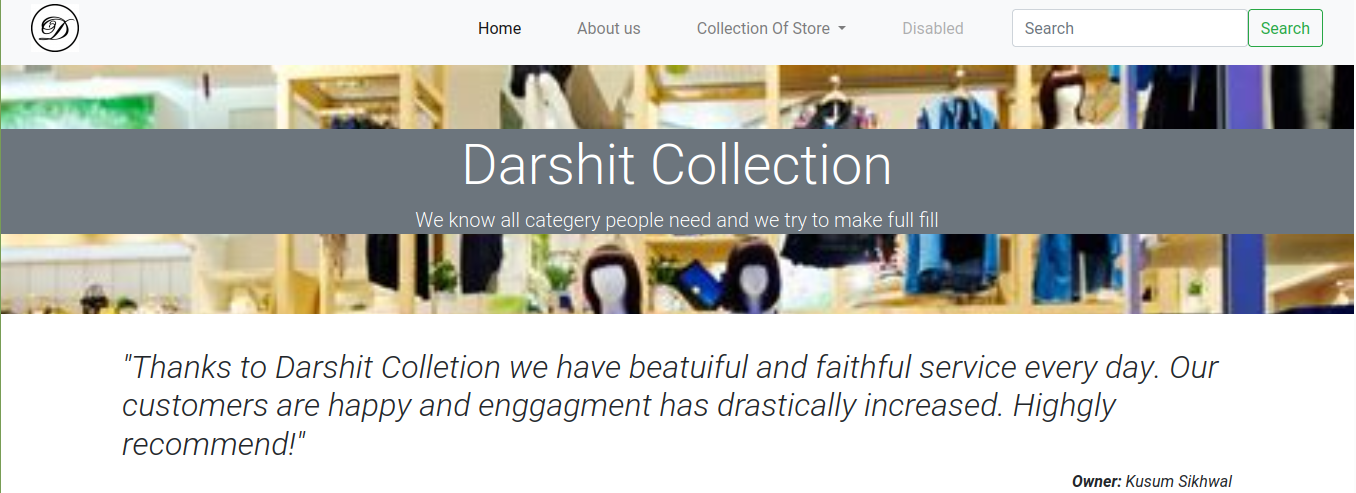 D
Home About us Collection Of Store Disabled Search Search
Darshit Collection
We know all categery people need and we try to make full fill
"Thanks to Darshit Colletion we have beatuiful and faithful service every day. Our
customers are happy and enggagment has drastically increased. Highgly
recommend!"
Owner: Kusum Sikhwal